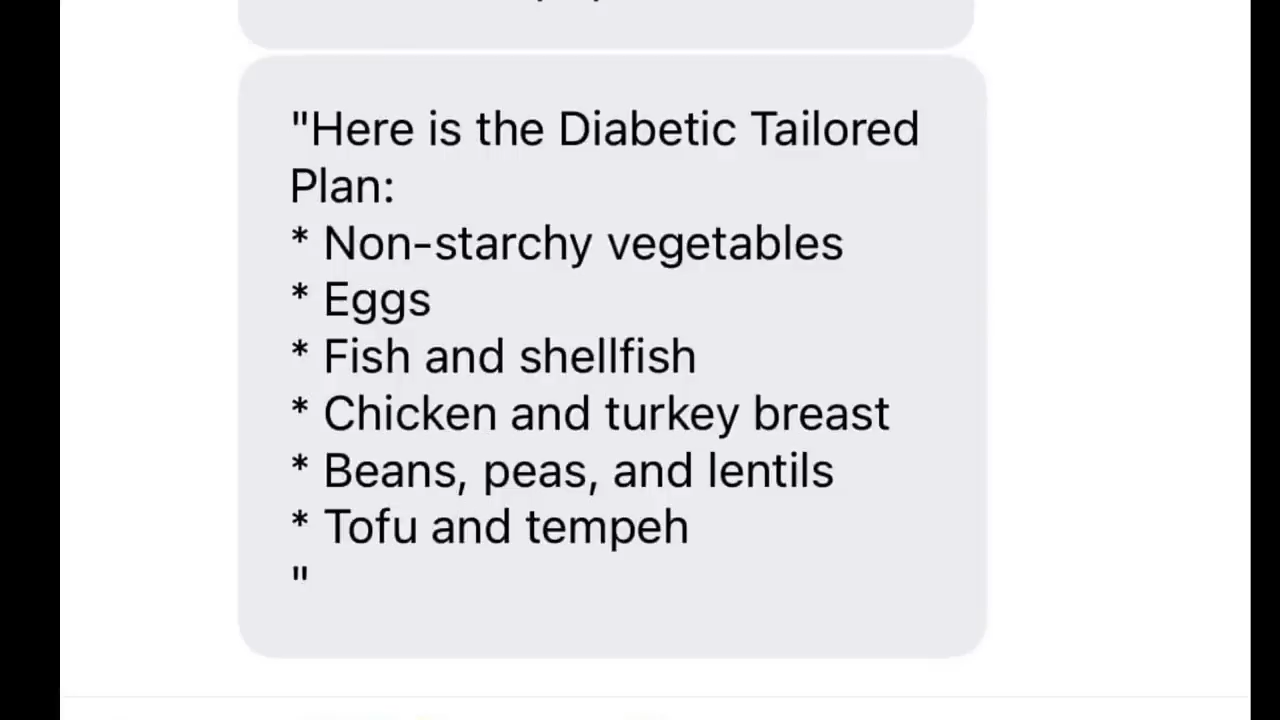 "Here is the Diabetic Tailored
Plan:
* Non-starchy vegetables
* Eggs
* Fish and shellfish
* Chicken and turkey breast
* Beans, peas, and lentils
* Tofu and tempeh
"